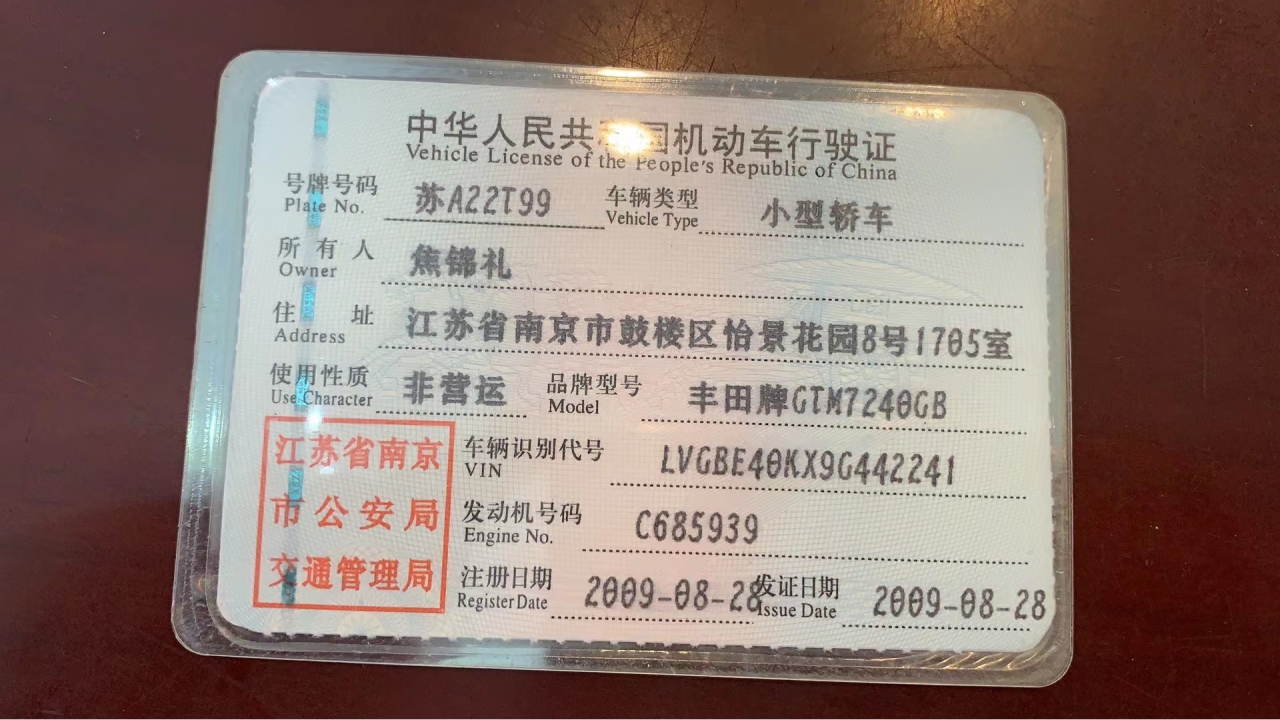 中华人民共 国机动车行驶证
Vehicle License of the People's Republic of China
号牌号码 苏A22T99 车辆类型 小型轿车
Plate No. Vehicle Type
所有人 焦锦礼
Owner
住址 江苏省南京市鼓楼区怡景花园8号1705室
Address
使用性质 非营运 品牌型号 丰田牌GTM7240GB
Use Character Model
江苏省南京
市公安局
交通管理局
车辆识别代号 LVGBE40KX9G442241
VIN
发动机号码 C685939
Engine No.
注册日期 2009-08-28 发证日期 2009-08-28
Register Date Issue Date